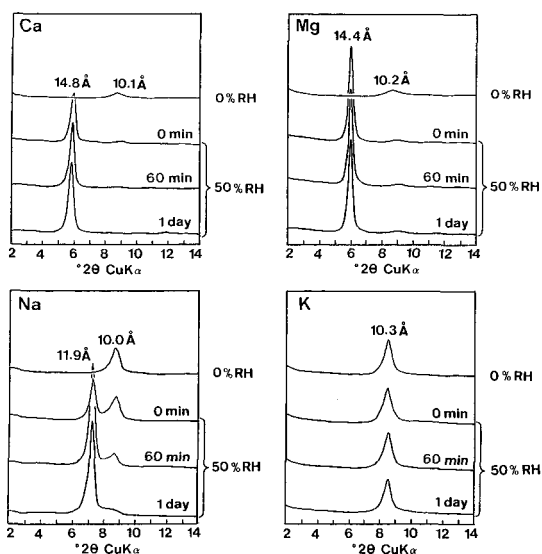 Ca
14.8Å 10.1Å
0%RH
0 min
60 min
50%RH
1 day
2 4 6 8 10 12 14
°2θ CuKα
Mg
14.4Å
10.2Å
0%RH
0 min
60 min
50%RH
1 day
2 4 6 8 10 12 14
°2θ CuKα
Na
10.0Å
11.9Å
0%RH
0 min
60 min
50%RH
1 day
2 4 6 8 10 12 14
°2θ CuKα
K
10.3Å
0%RH
0 min
60 min
50%RH
1 day
2 4 6 8 10 12 14
°2θ CuKα